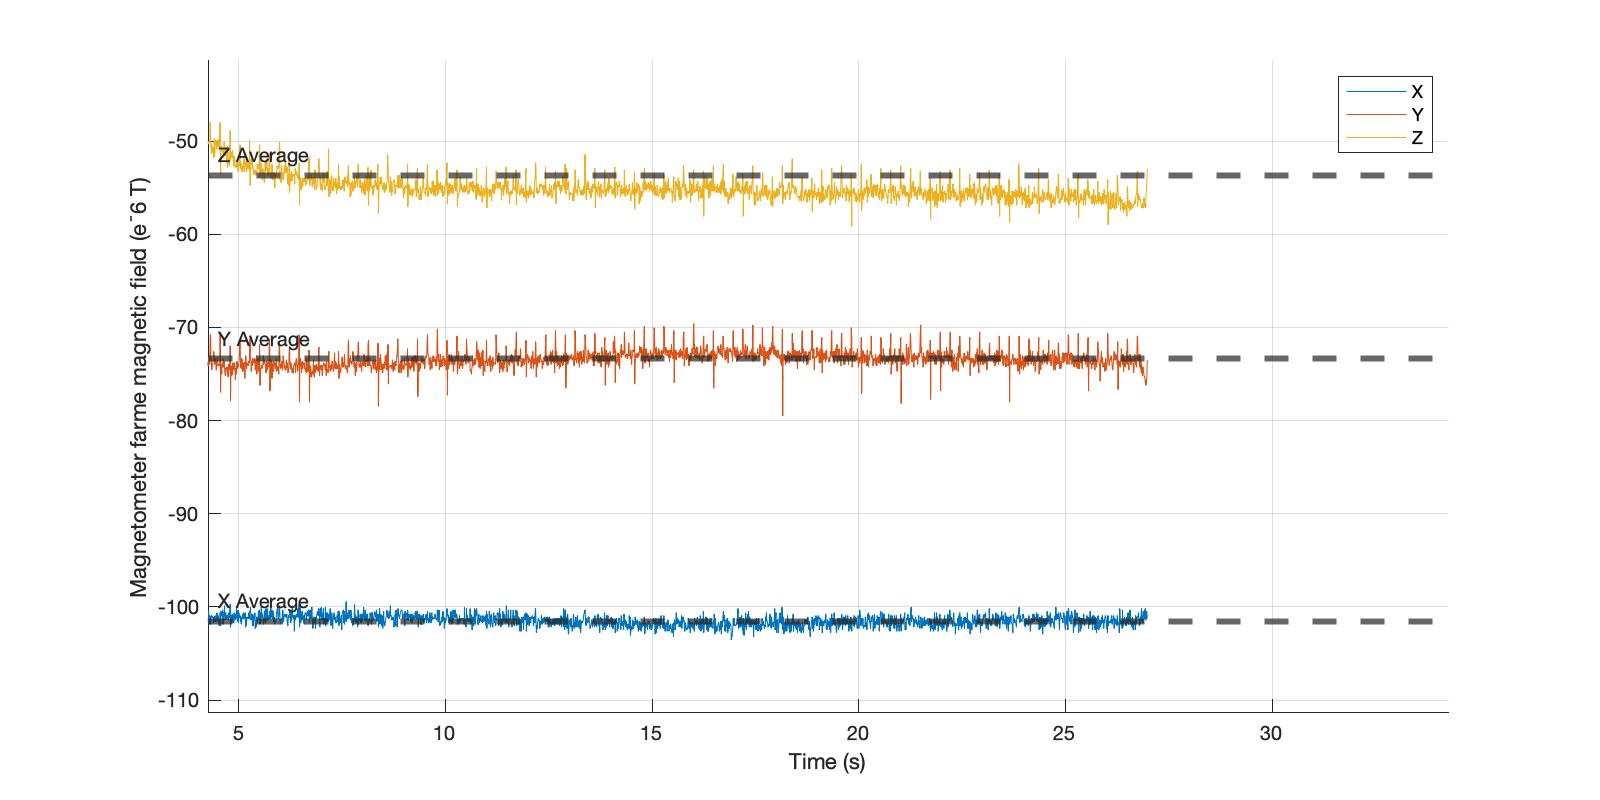 X
Y
Z
-50
Z Average
-60
-70
Y Average
-80
-90
-100
X Average
-110
Magnetometer farme magnetic field (e⁻6 T)
5
10
15
20
25
30
Time (s)